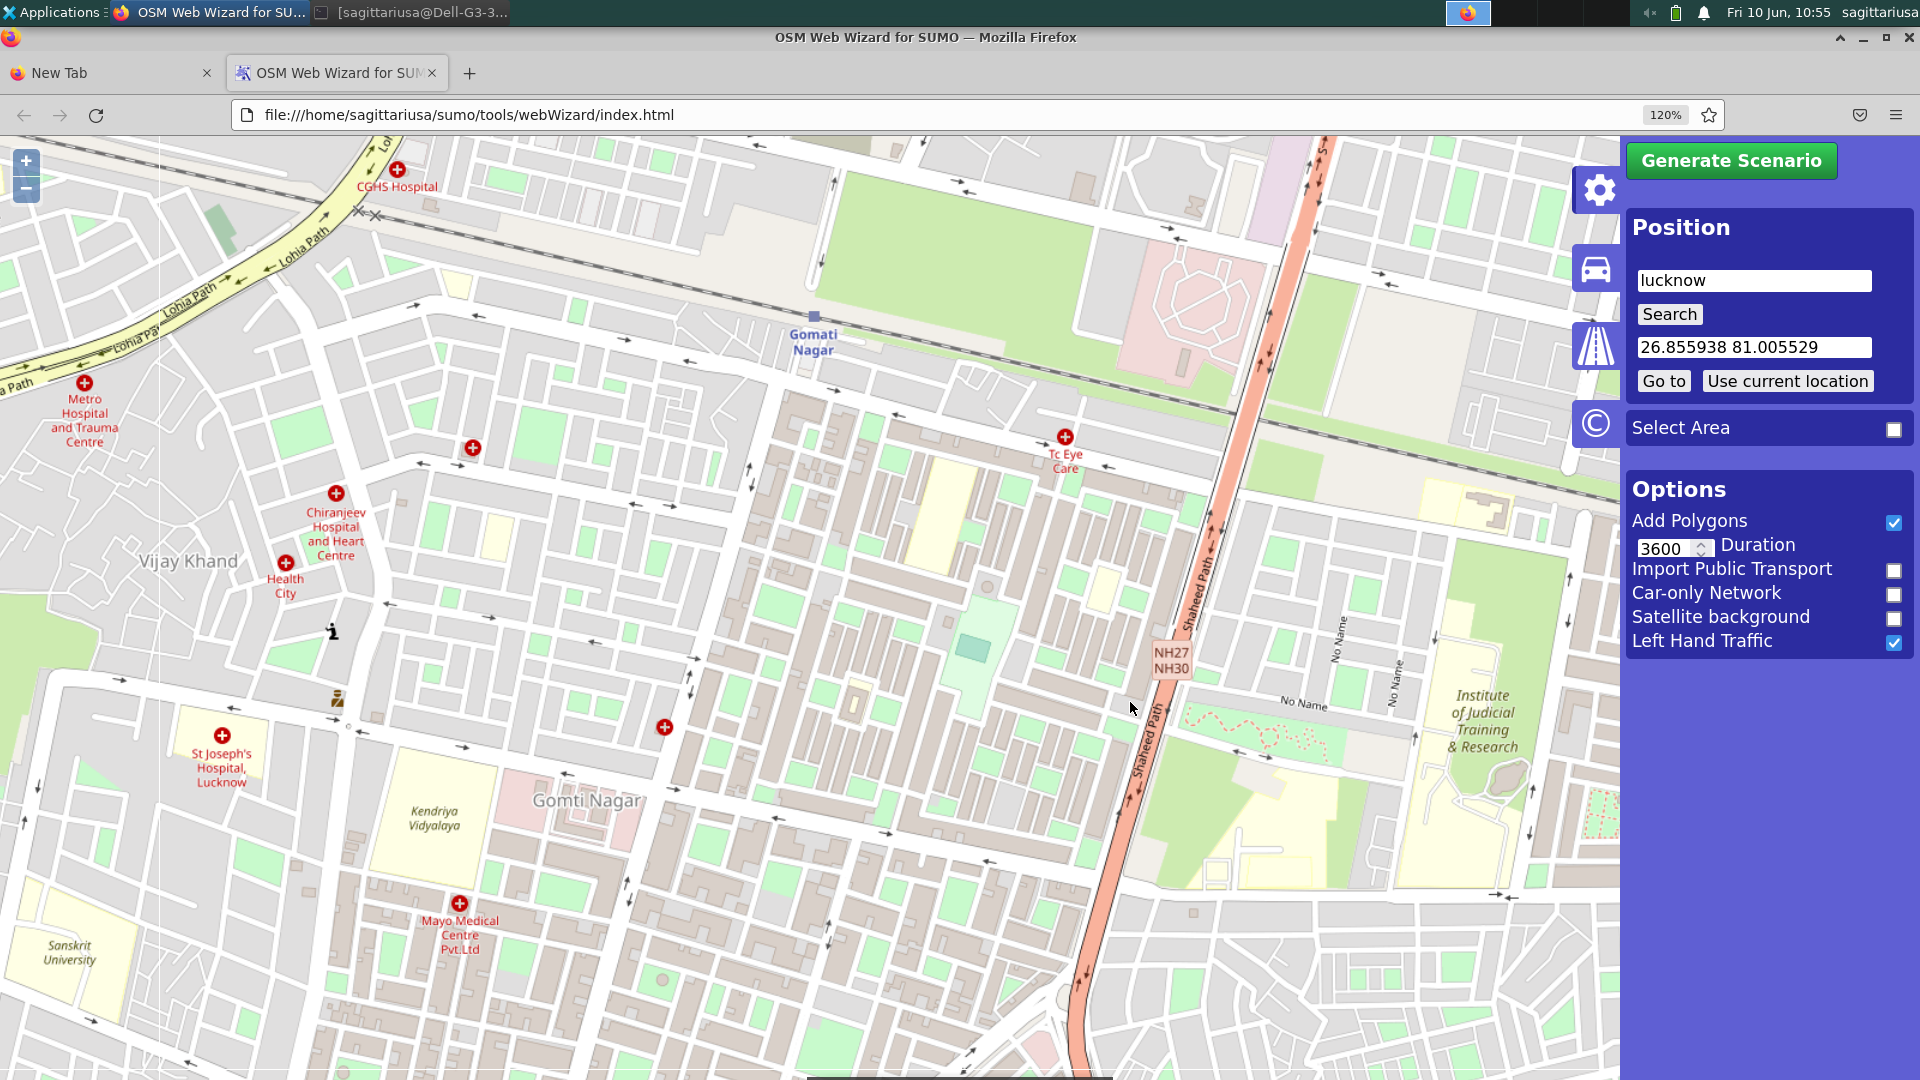 Applications
OSM Web Wizard for SU...
[sagittariusa@Dell-G3-3...
Fri 10 Jun, 10:55
sagittariusa
OSM Web Wizard for SUMO — Mozilla Firefox
New Tab
OSM Web Wizard for SUM
file:///home/sagittariusa/sumo/tools/webWizard/index.html
120%
+
−
CGHS Hospital
Lohia Path
Lohia Path
Lohia Pa
a Path
Loh
S
Gomati
Nagar
Metro
Hospital
and Trauma
Centre
Tc Eye
Care
Chiranjeev
Hospital
and Heart
Centre
Vijay Khand
Health
City
Shaheed Path
No Name
NH27
NH30
No Name
No Name
Shaheed Path
Institute
of Judicial
Training
& Research
St Joseph's
Hospital,
Lucknow
Kendriya
Vidyalaya
Gomti Nagar
Mayo Medical
Centre
Pvt.Ltd
Sanskrit
University
Generate Scenario
Position
lucknow
Search
26.855938 81.005529
Go to
Use current location
©
Select Area
Options
Add Polygons
3600 Duration
Import Public Transport
Car-only Network
Satellite background
Left Hand Traffic